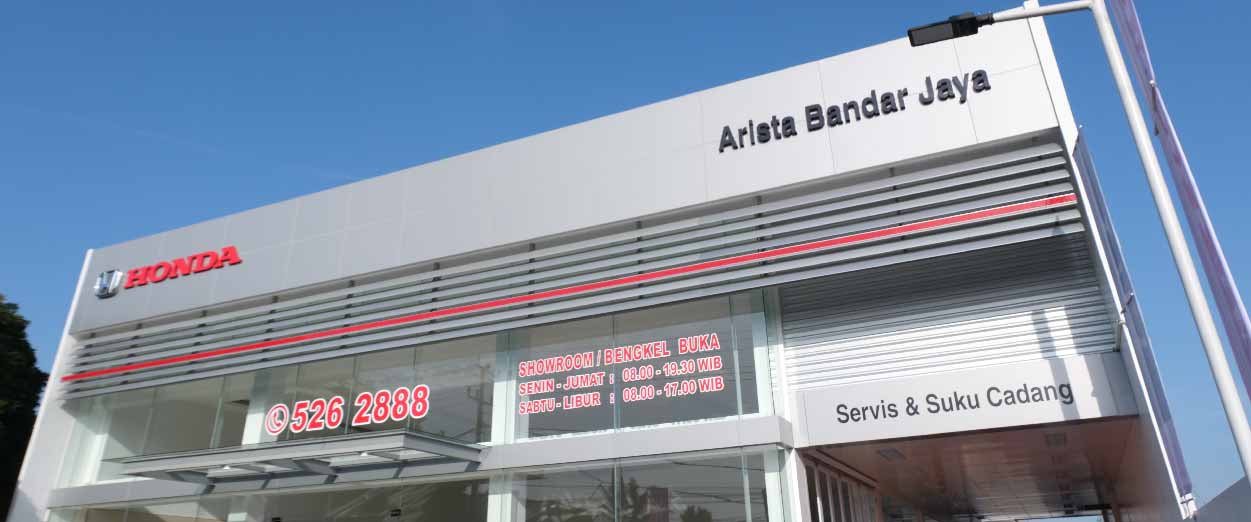 Arista Bandar Jaya
HONDA
526 2888
SHOWROOM / BENGKEL BUKA
SENIN - JUMAT : 08.00 - 19.30 WIB
SABTU - LIBUR : 08.00 - 17.00 WIB
Servis & Suku Cadang